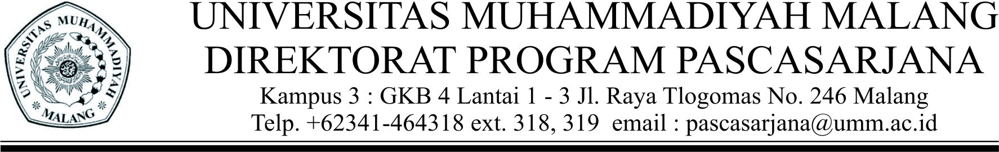 UNIVERSITAS MUHAMMADIYAH
MALANG
UNIVERSITAS MUHAMMADIYAH MALANG
DIREKTORAT PROGRAM PASCASARJANA
Kampus 3 : GKB 4 Lantai 1 - 3 Jl. Raya Tlogomas No. 246 Malang
Telp. +62341-464318 ext. 318, 319 email : pascasarjana@umm.ac.id